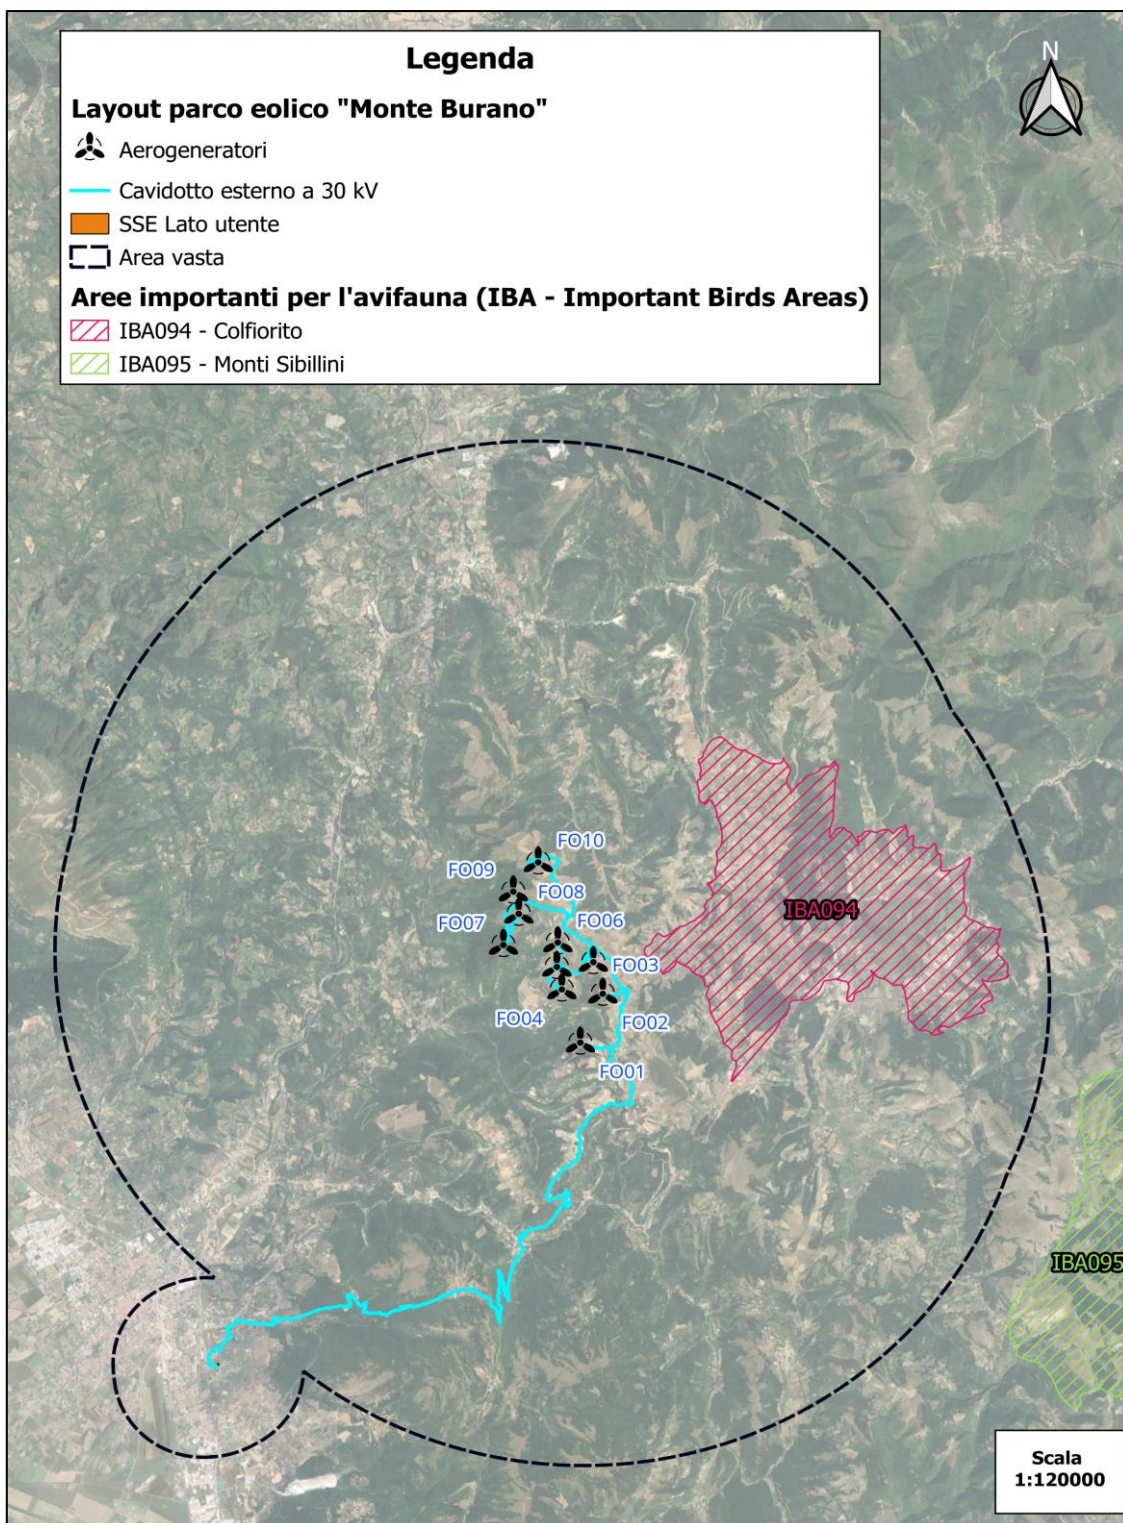 Legenda
N
Layout parco eolico "Monte Burano"
Aerogeneratori
Cavidotto esterno a 30 kV
SSE Lato utente
Area vasta
Aree importanti per l'avifauna (IBA - Important Birds Areas)
IBA094 - Colfiorito
IBA095 - Monti Sibillini
FO10
FO09
FO08
IBA094
FO07
FO06
FO03
FO04
FO02
FO01
IBA095
Scala
1:120000